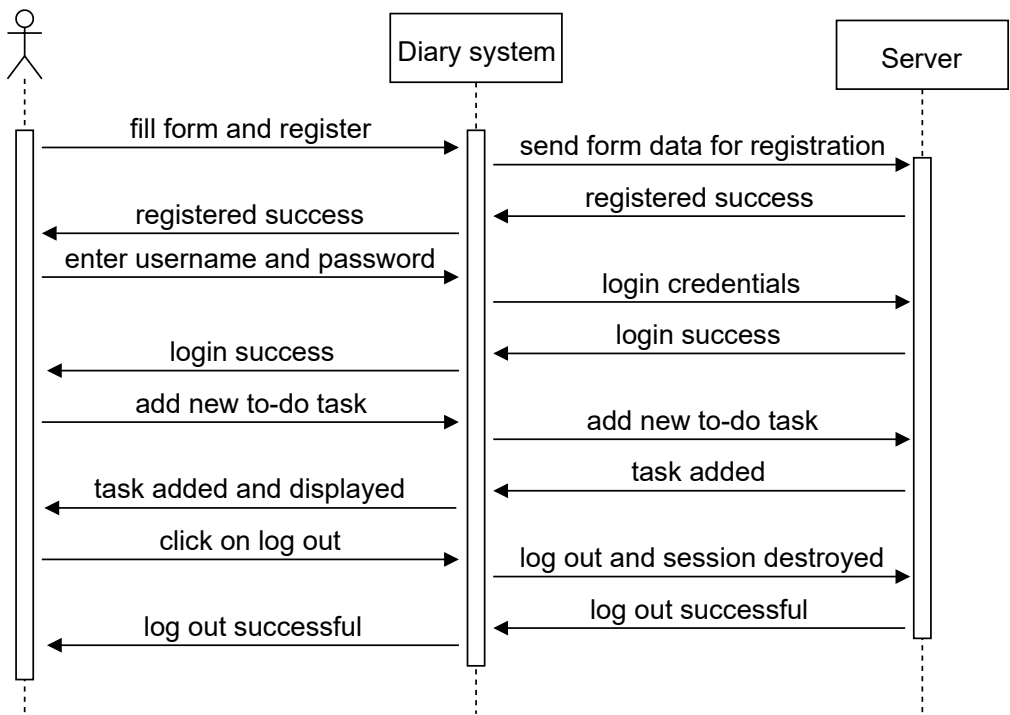 Diary system
Server
fill form and register
send form data for registration
registered success
registered success
enter username and password
login credentials
login success
login success
add new to-do task
add new to-do task
task added
task added and displayed
click on log out
log out and session destroyed
log out successful
log out successful